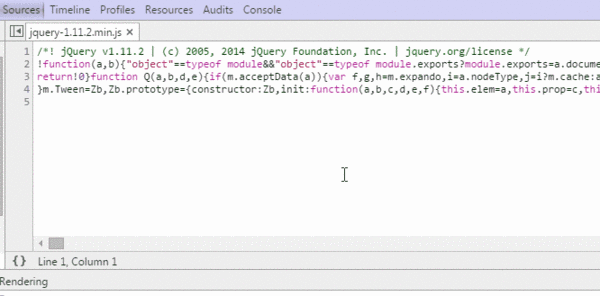 Sources Timeline Profiles Resources Audits Console
jquery-1.11.2.min.js ×
1 /*! jQuery v1.11.2 | (c) 2005, 2014 jQuery Foundation, Inc. | jquery.org/license */
2 !function(a,b){"object"==typeof module&&"object"==typeof module.exports?module.exports=a.docume
3 return!0}function Q(a,b,d,e){if(m.acceptData(a)){var f,g,h=m.expando,i=a.nodeType,j=i?m.cache:a
4 }m.Tween=Zb,Zb.prototype={constructor:Zb,init:function(a,b,c,d,e,f){this.elem=a,this.prop=c,thi
5
{} Line 1, Column 1
Rendering